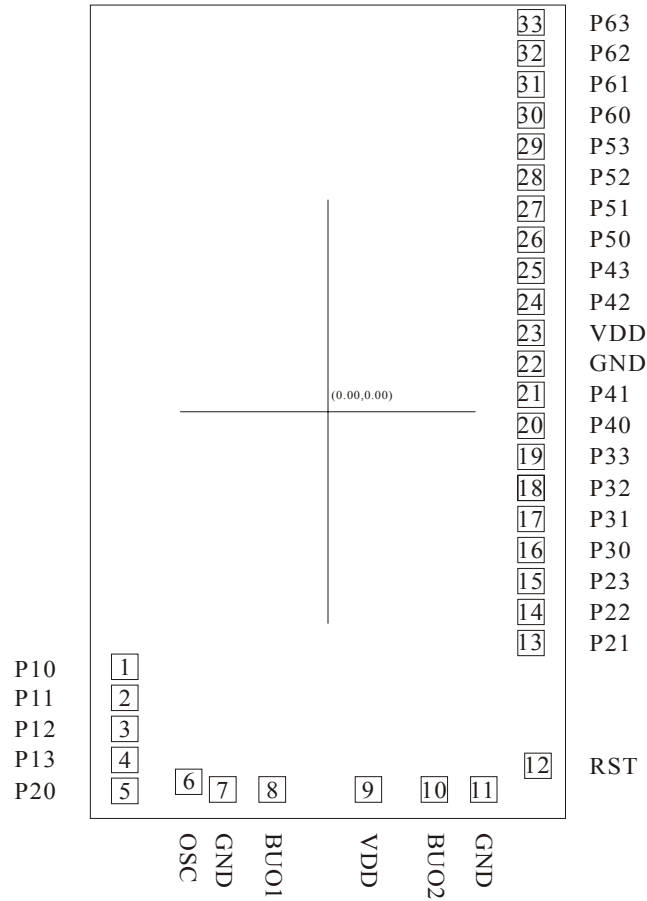 33 P63
32 P62
31 P61
30 P60
29 P53
28 P52
27 P51
26 P50
25 P43
24 P42
23 VDD
22 GND
(0.00,0.00)
21 P41
20 P40
19 P33
18 P32
17 P31
16 P30
15 P23
14 P22
13 P21
P10 1
P11 2
P12 3
P13 4
P20 5
6 7 8 9 10 11
12 RST
OSC
GND
BUO1
VDD
BUO2
GND